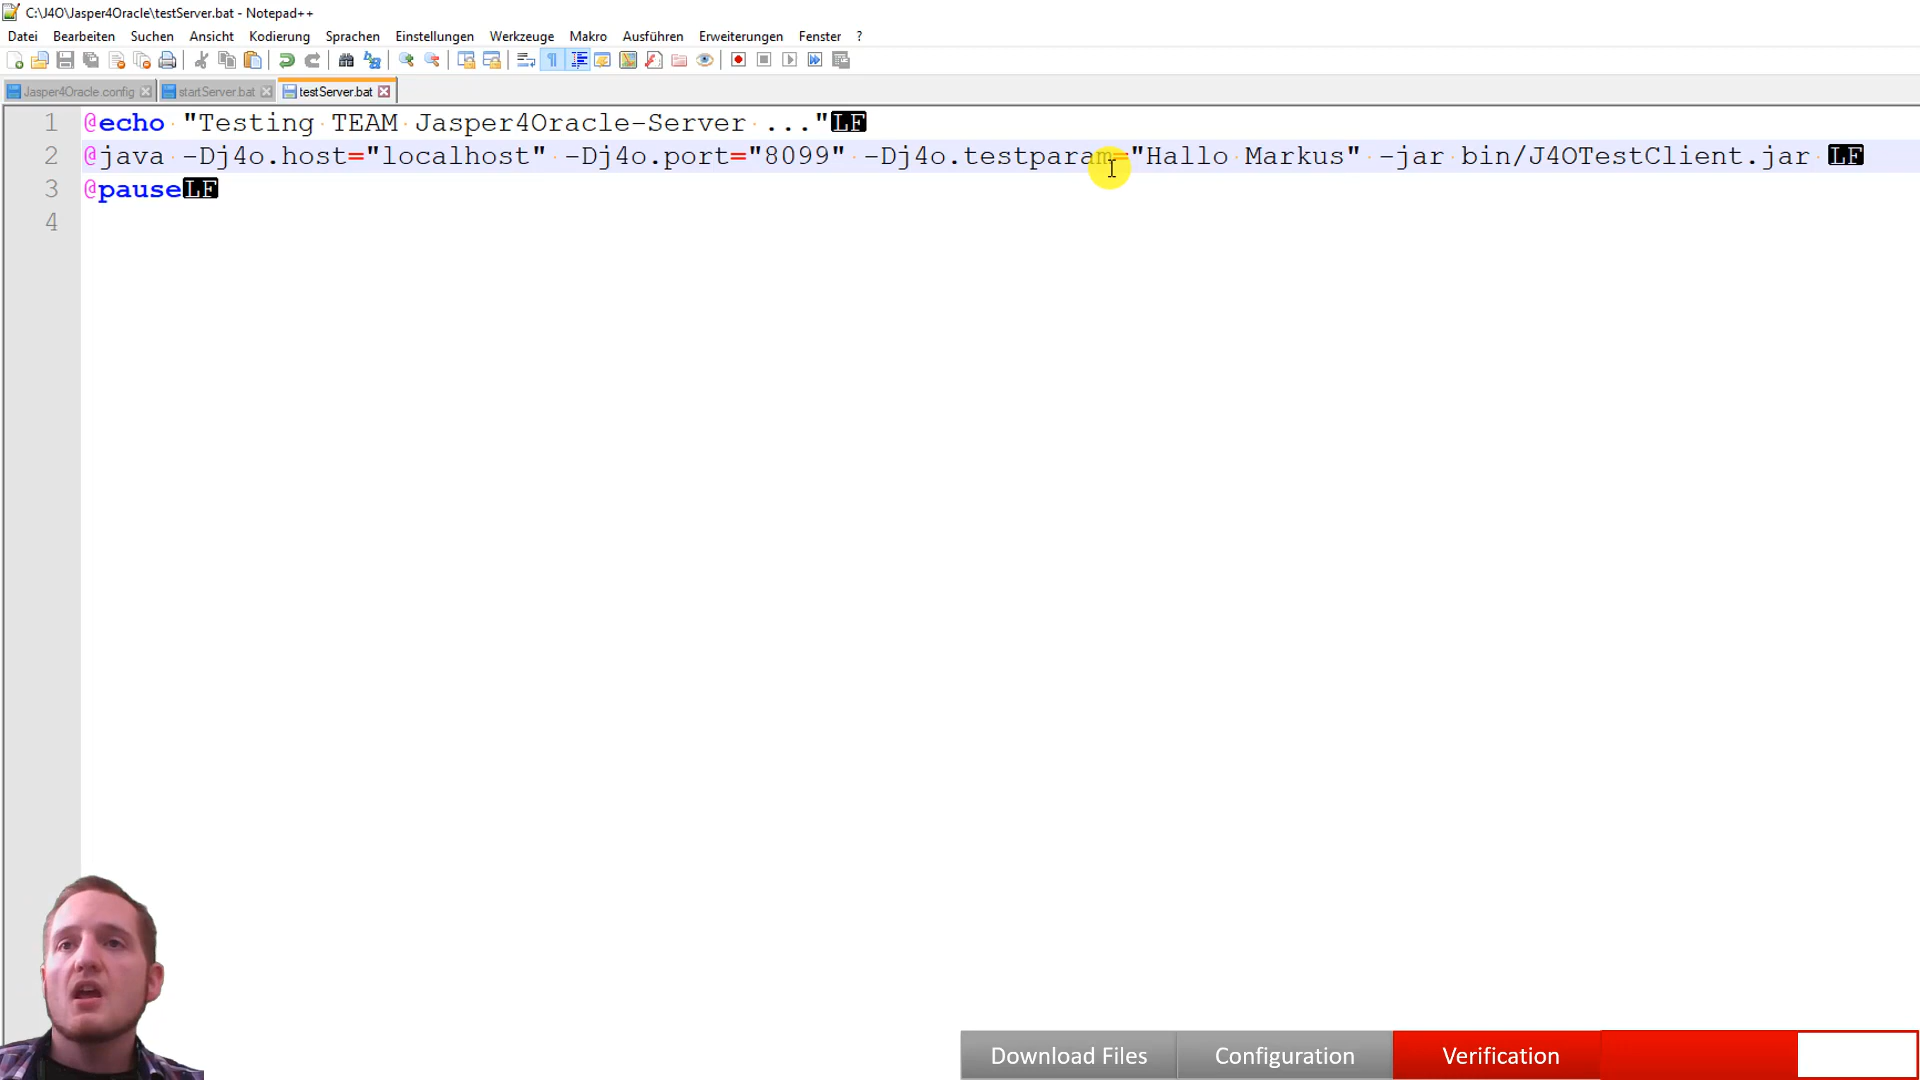 C:\J4O\Jasper4Oracle\testServer.bat - Notepad++
Datei Bearbeiten Suchen Ansicht Kodierung Sprachen Einstellungen Werkzeuge Makro Ausführen Erweiterungen Fenster ?
Jasper4Oracle.config startServer.bat testServer.bat
1 @echo "Testing TEAM Jasper4Oracle-Server ..."LF
2 @java -Dj4o.host="localhost" -Dj4o.port="8099" -Dj4o.testparam="Hallo Markus" -jar bin/J4OTestClient.jar LF
3 @pauseLF
4
Download Files Configuration Verification